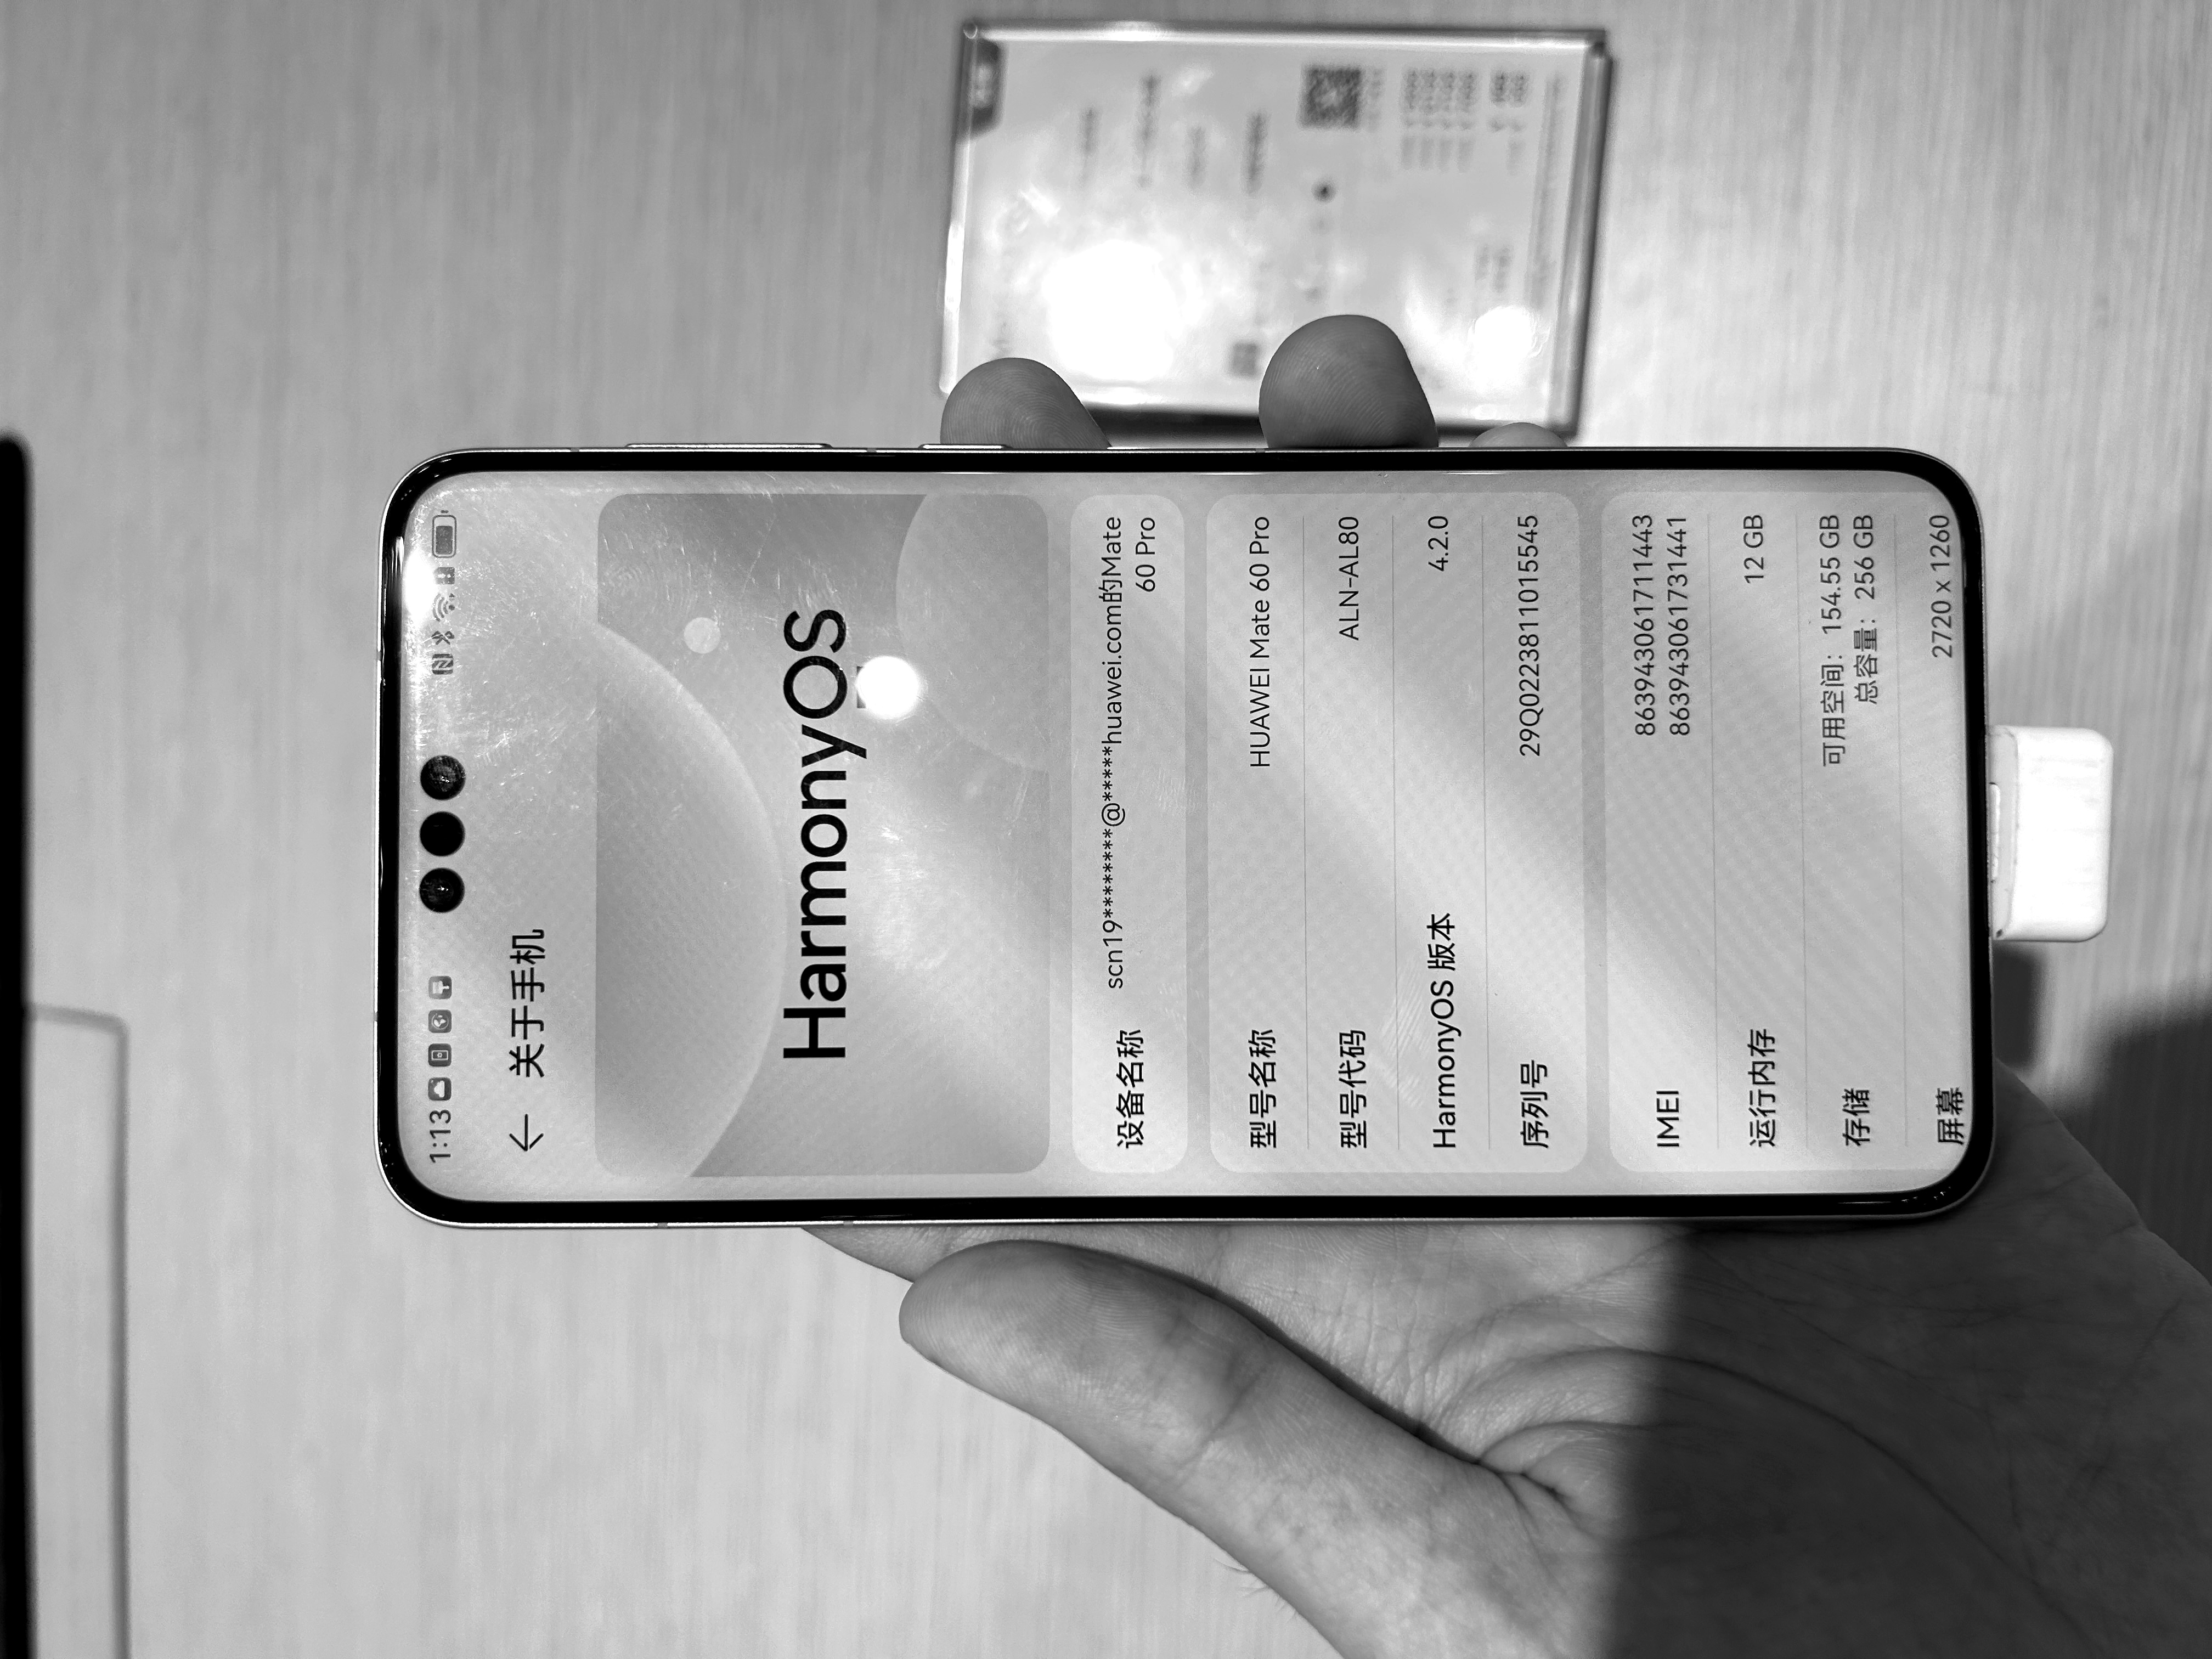 1:13
← 关于手机
HarmonyOS
设备名称 scn19*********@*****huawei.com的Mate
60 Pro
型号名称 HUAWEI Mate 60 Pro
型号代码 ALN-AL80
HarmonyOS 版本 4.2.0
序列号 29Q0223811015545
IMEI 863943061711443
863943061731441
运行内存 12 GB
存储 可用空间: 154.55 GB
总容量: 256 GB
屏幕 2720 x 1260